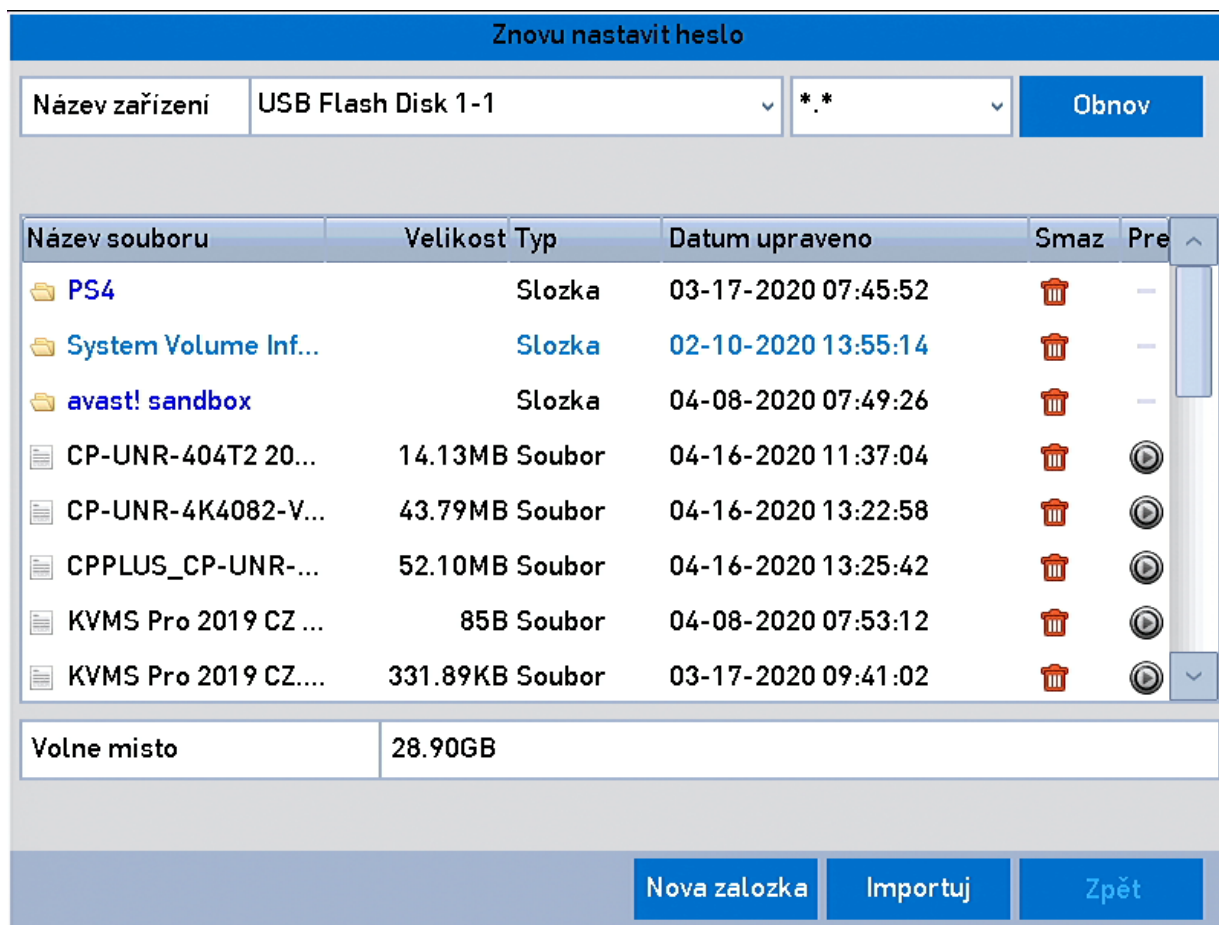 Znovu nastavit heslo
Název zařízení USB Flash Disk 1-1 *.* Obnov
Název souboru Velikost Typ Datum upraveno Smaz Pre
PS4 Slozka 03-17-2020 07:45:52
System Volume Inf... Slozka 02-10-2020 13:55:14
avast! sandbox Slozka 04-08-2020 07:49:26
CP-UNR-404T2 20... 14.13MB Soubor 04-16-2020 11:37:04
CP-UNR-4K4082-V... 43.79MB Soubor 04-16-2020 13:22:58
CPPLUS_CP-UNR-... 52.10MB Soubor 04-16-2020 13:25:42
KVMS Pro 2019 CZ ... 85B Soubor 04-08-2020 07:53:12
KVMS Pro 2019 CZ.... 331.89KB Soubor 03-17-2020 09:41:02
Volne misto 28.90GB
Nova zalozka Importuj Zpět